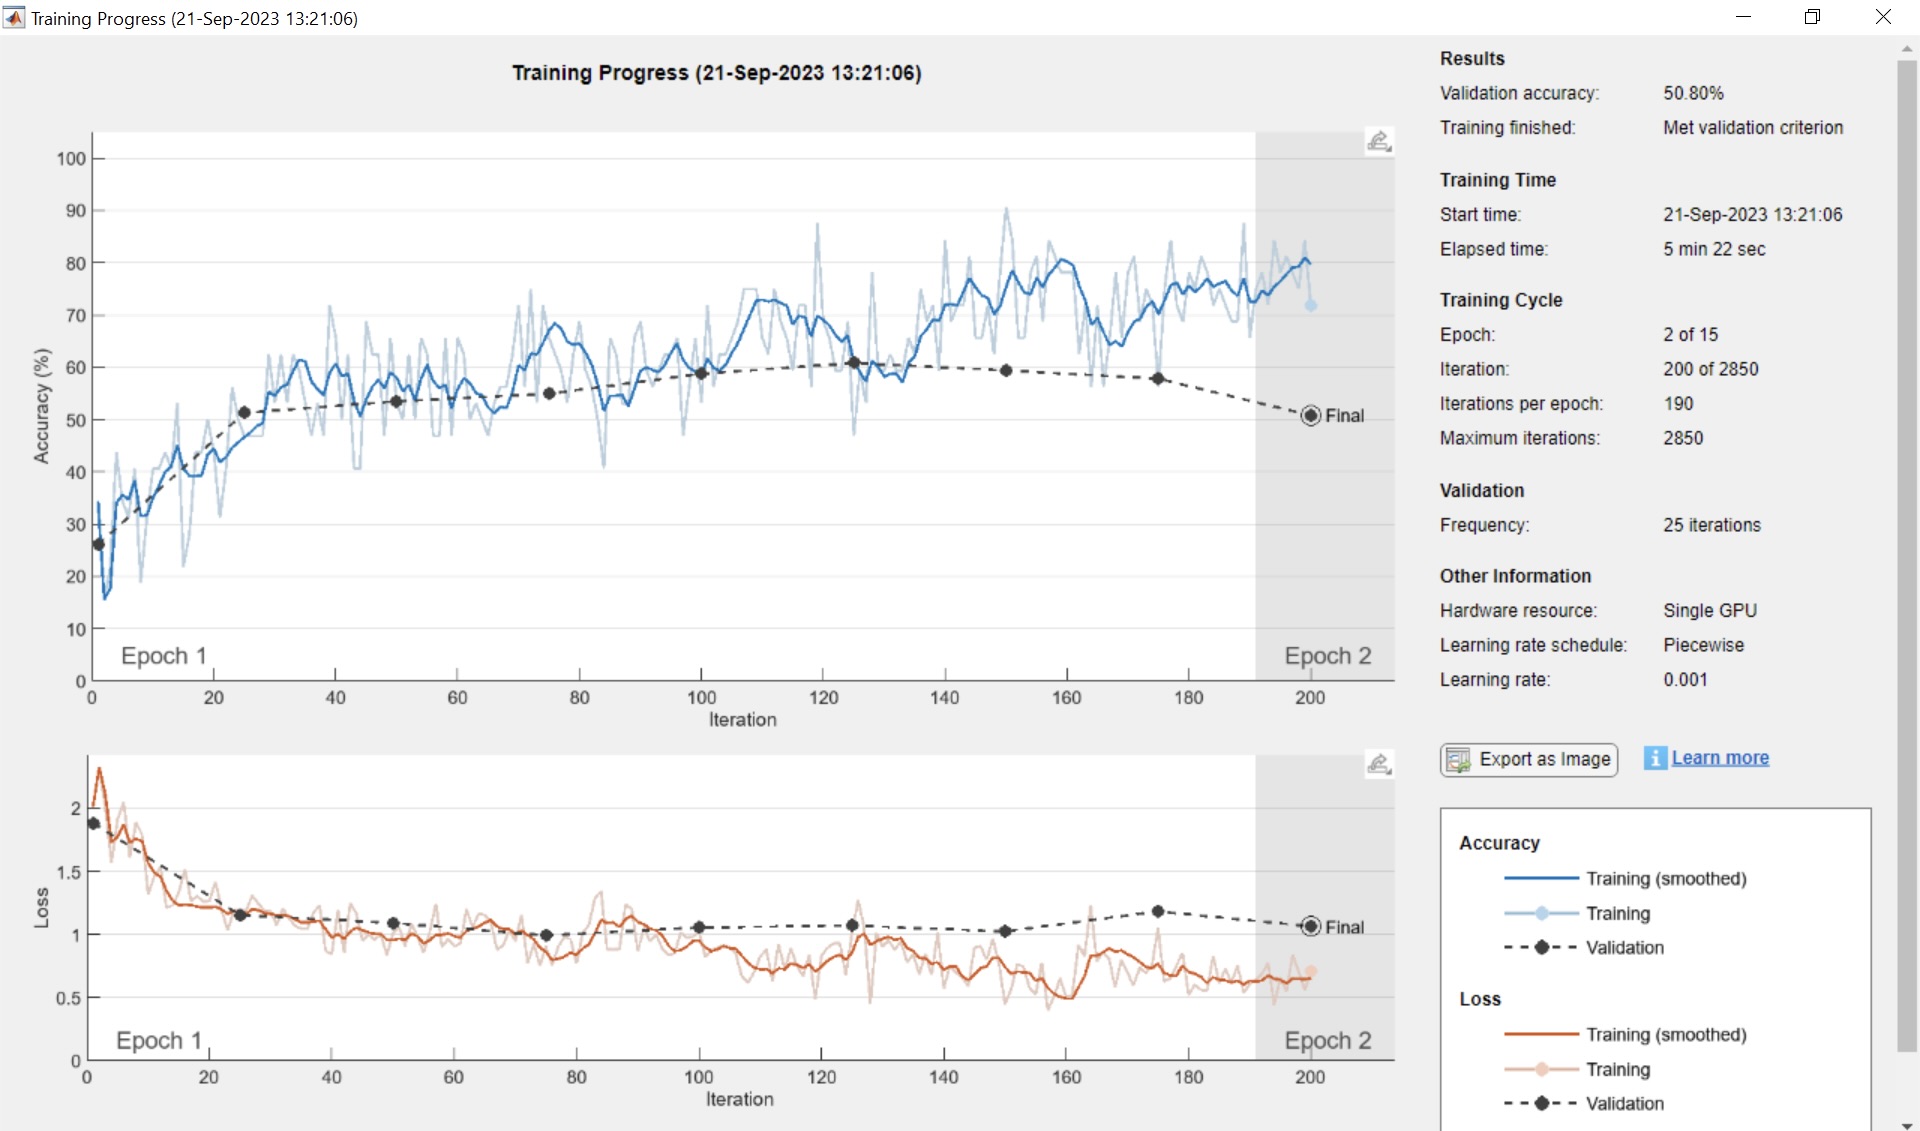 Training Progress (21-Sep-2023 13:21:06)
Training Progress (21-Sep-2023 13:21:06)
100
90
80
70
60
50
40
30
20
10
0
Accuracy (%)
Final
Epoch 1
Epoch 2
0 20 40 60 80 100 120 140 160 180 200
Iteration
2
1.5
1
0.5
0
Loss
Final
Epoch 1
Epoch 2
0 20 40 60 80 100 120 140 160 180 200
Iteration
Results
Validation accuracy: 50.80%
Training finished: Met validation criterion
Training Time
Start time: 21-Sep-2023 13:21:06
Elapsed time: 5 min 22 sec
Training Cycle
Epoch: 2 of 15
Iteration: 200 of 2850
Iterations per epoch: 190
Maximum iterations: 2850
Validation
Frequency: 25 iterations
Other Information
Hardware resource: Single GPU
Learning rate schedule: Piecewise
Learning rate: 0.001
Export as Image
i Learn more
Accuracy
Training (smoothed)
Training
Validation
Loss
Training (smoothed)
Training
Validation